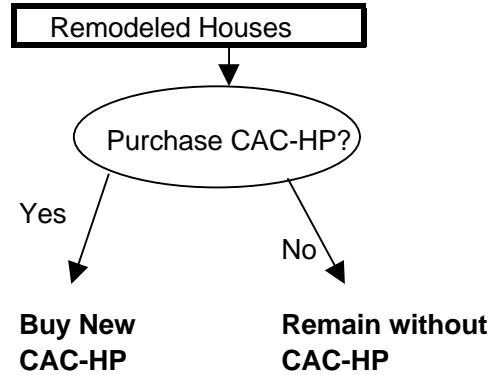 Remodeled Houses
Purchase CAC-HP?
Yes
No
Buy New
CAC-HP
Remain without
CAC-HP